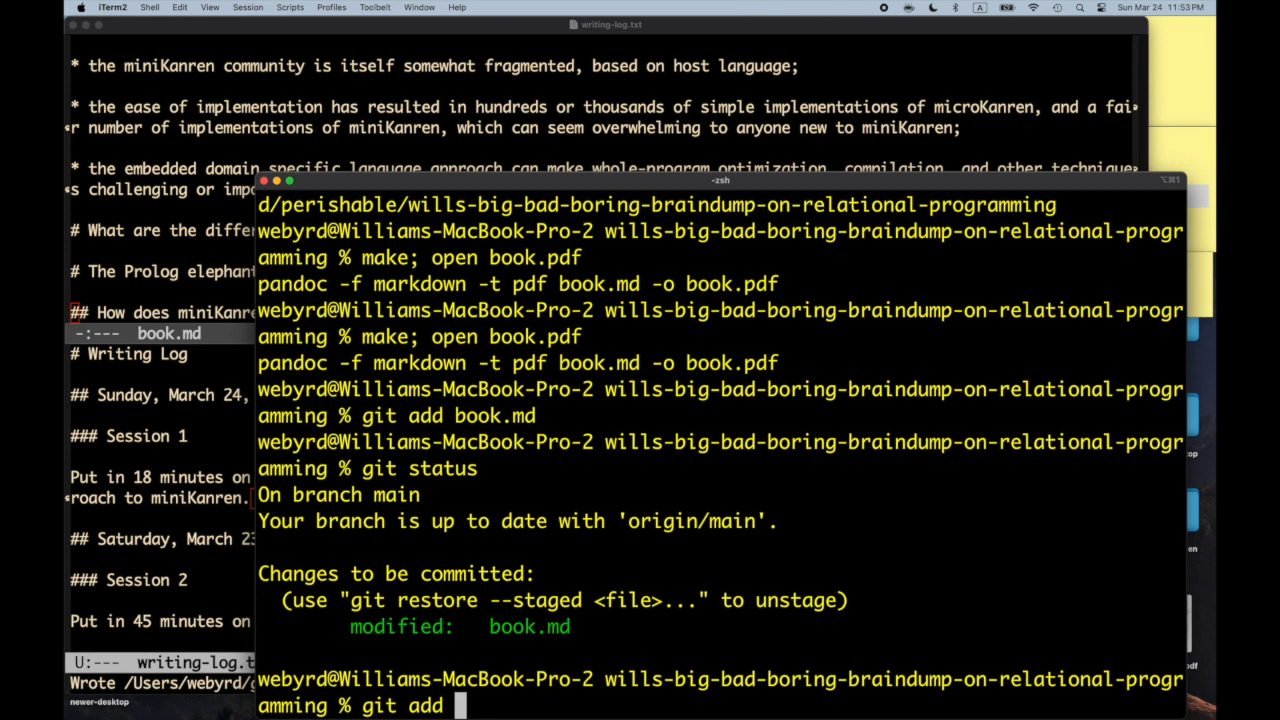 iTerm2 Shell Edit View Session Scripts Profiles Toolbelt Window Help A Sun Mar 24 11:53 PM
writing-log.txt
* the miniKanren community is itself somewhat fragmented, based on host language;
* the ease of implementation has resulted in hundreds or thousands of simple implementations of microKanren, and a fai
r number of implementations of miniKanren, which can seem overwhelming to anyone new to miniKanren;
* the embedded domain specific language approach can make whole-program optimization, compilation, and other technique
s challenging or impo
# What are the differ
# The Prolog elephant
## How does miniKanre
-:--- book.md
# Writing Log
## Sunday, March 24,
### Session 1
Put in 18 minutes on
roach to miniKanren.
## Saturday, March 23
### Session 2
Put in 45 minutes on
U:--- writing-log.t
Wrote /Users/webyrd/g
newer-desktop
-zsh
⌥⌘1
d/perishable/wills-big-bad-boring-braindump-on-relational-programming
webyrd@Williams-MacBook-Pro-2 wills-big-bad-boring-braindump-on-relational-progr
amming % make; open book.pdf
pandoc -f markdown -t pdf book.md -o book.pdf
webyrd@Williams-MacBook-Pro-2 wills-big-bad-boring-braindump-on-relational-progr
amming % make; open book.pdf
pandoc -f markdown -t pdf book.md -o book.pdf
webyrd@Williams-MacBook-Pro-2 wills-big-bad-boring-braindump-on-relational-progr
amming % git add book.md
webyrd@Williams-MacBook-Pro-2 wills-big-bad-boring-braindump-on-relational-progr
amming % git status
On branch main
Your branch is up to date with 'origin/main'.
Changes to be committed:
(use "git restore --staged <file>..." to unstage)
modified: book.md
webyrd@Williams-MacBook-Pro-2 wills-big-bad-boring-braindump-on-relational-progr
amming % git add
top
en
pdf